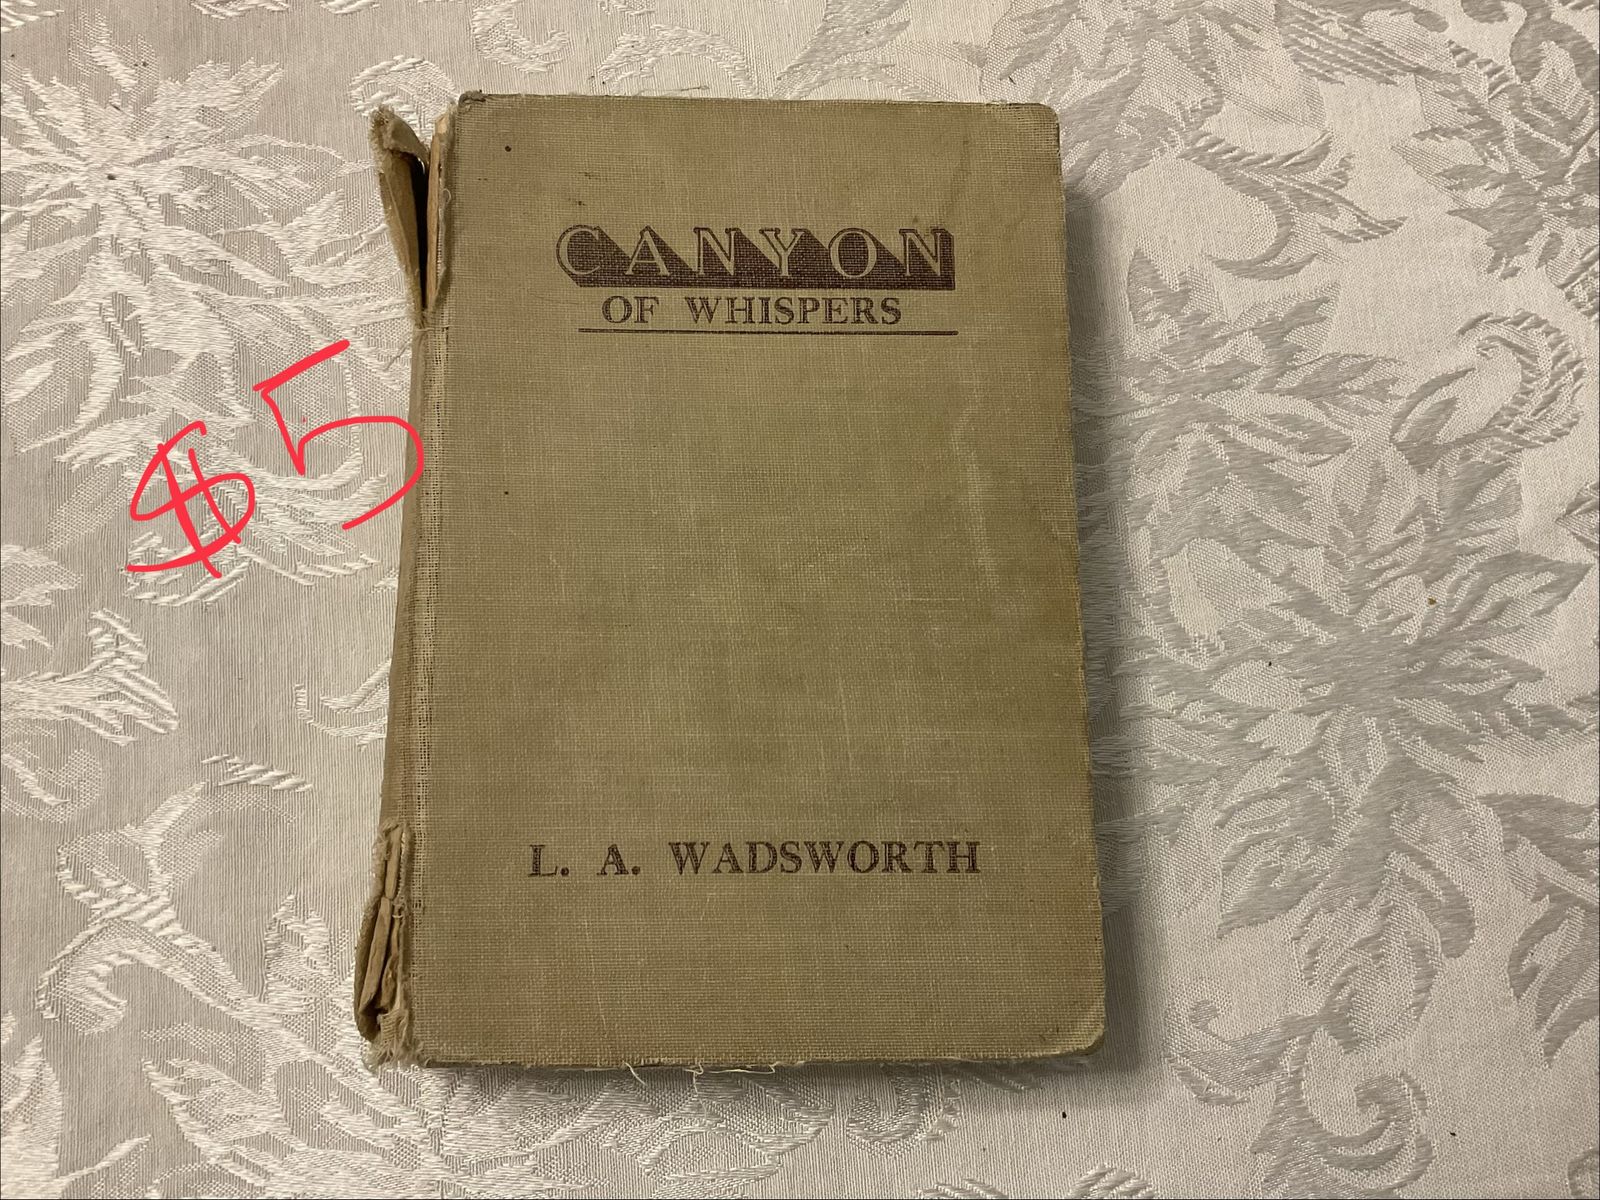 CANYON
OF WHISPERS
$5
L. A. WADSWORTH